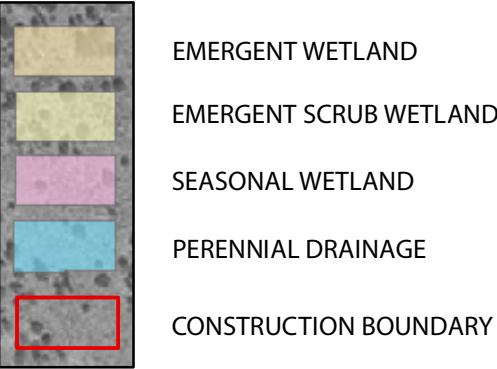 EMERGENT WETLAND
EMERGENT SCRUB WETLAND
SEASONAL WETLAND
PERENNIAL DRAINAGE
CONSTRUCTION BOUNDARY